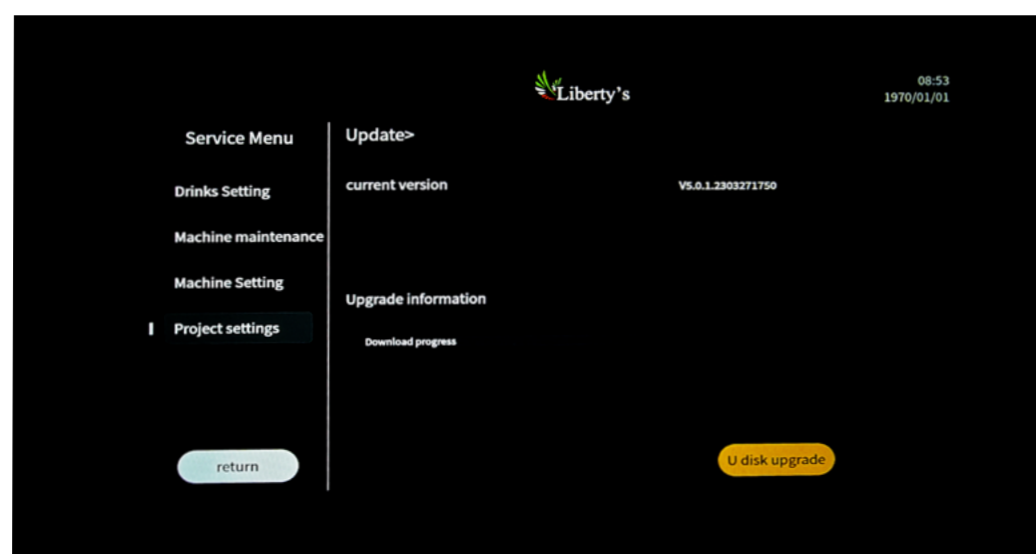 Liberty's
08:53
1970/01/01
Service Menu
Update>
Drinks Setting
current version
V5.0.1.2303271750
Machine maintenance
Machine Setting
Upgrade information
Project settings
Download progress
return
U disk upgrade